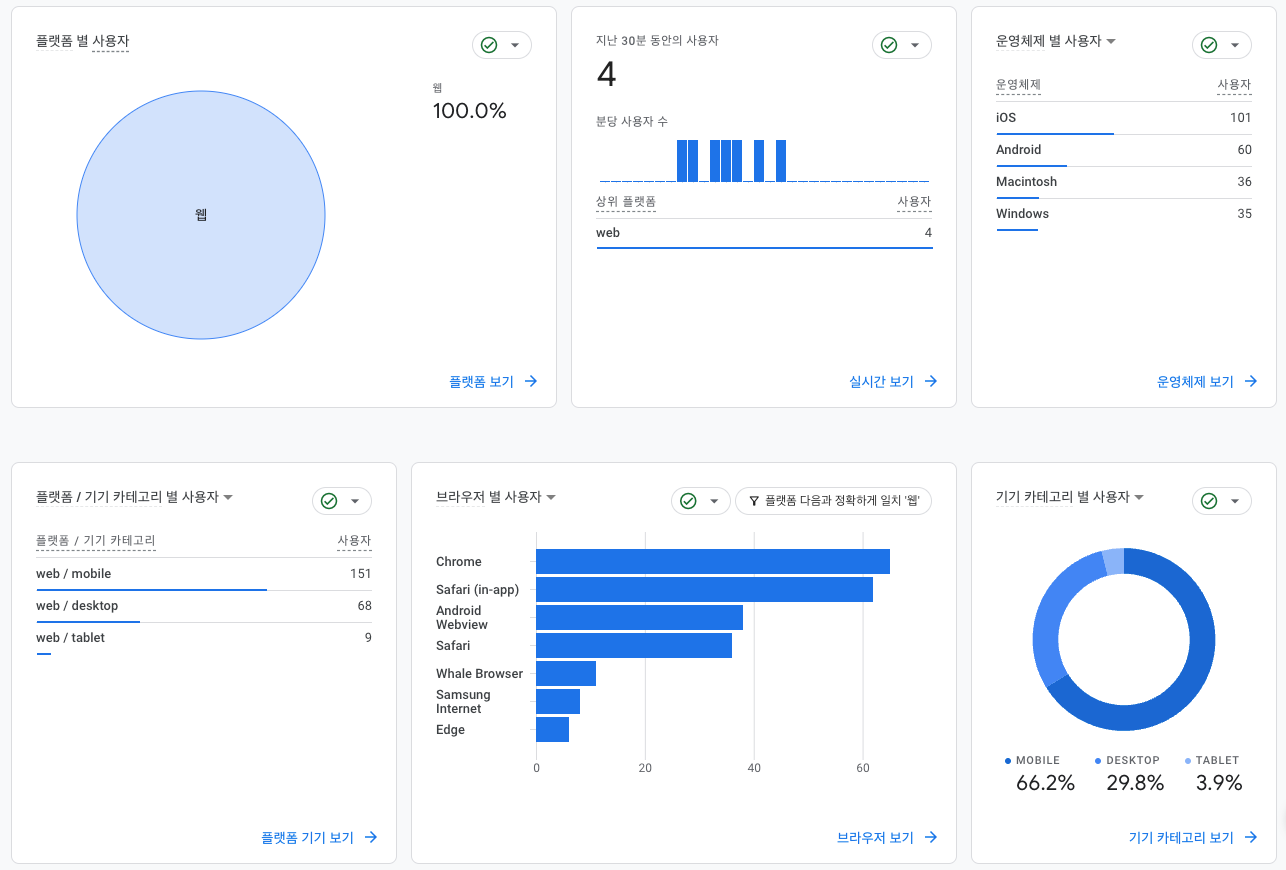 플랫폼 별 사용자
웹
100.0%
웹
플랫폼 보기
지난 30분 동안의 사용자
4
분당 사용자 수
상위 플랫폼 사용자
web 4
실시간 보기
운영체제 별 사용자
운영체제 사용자
iOS 101
Android 60
Macintosh 36
Windows 35
운영체제 보기
플랫폼 / 기기 카테고리 별 사용자
플랫폼 / 기기 카테고리 사용자
web / mobile 151
web / desktop 68
web / tablet 9
플랫폼 기기 보기
브라우저 별 사용자
플랫폼 다음과 정확하게 일치 '웹'
Chrome
Safari (in-app)
Android
Webview
Safari
Whale Browser
Samsung
Internet
Edge
0 20 40 60
브라우저 보기
기기 카테고리 별 사용자
MOBILE DESKTOP TABLET
66.2% 29.8% 3.9%
기기 카테고리 보기